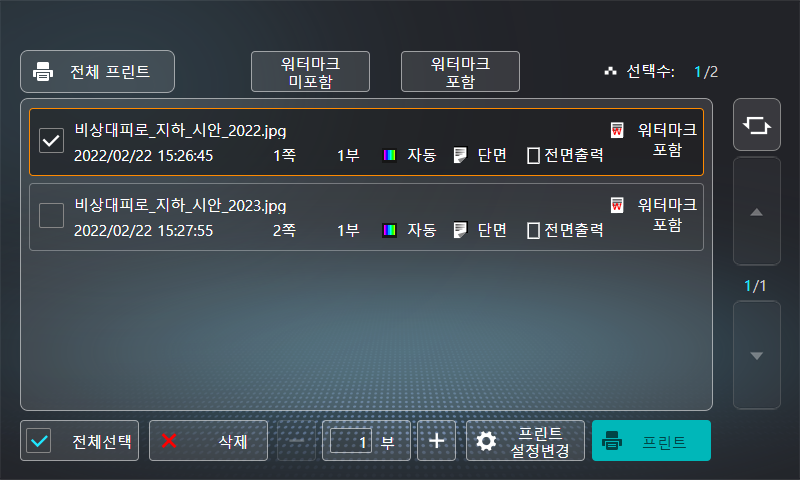 전체 프린트
워터마크
미포함
워터마크
포함
선택수: 1/2
비상대피로_지하_시안_2022.jpg
워터마크
포함
2022/02/22 15:26:45 1쪽 1부 자동 단면 전면출력
비상대피로_지하_시안_2023.jpg
워터마크
포함
2022/02/22 15:27:55 2쪽 1부 자동 단면 전면출력
1/1
전체선택
삭제
1 부
프린트
설정변경
프린트